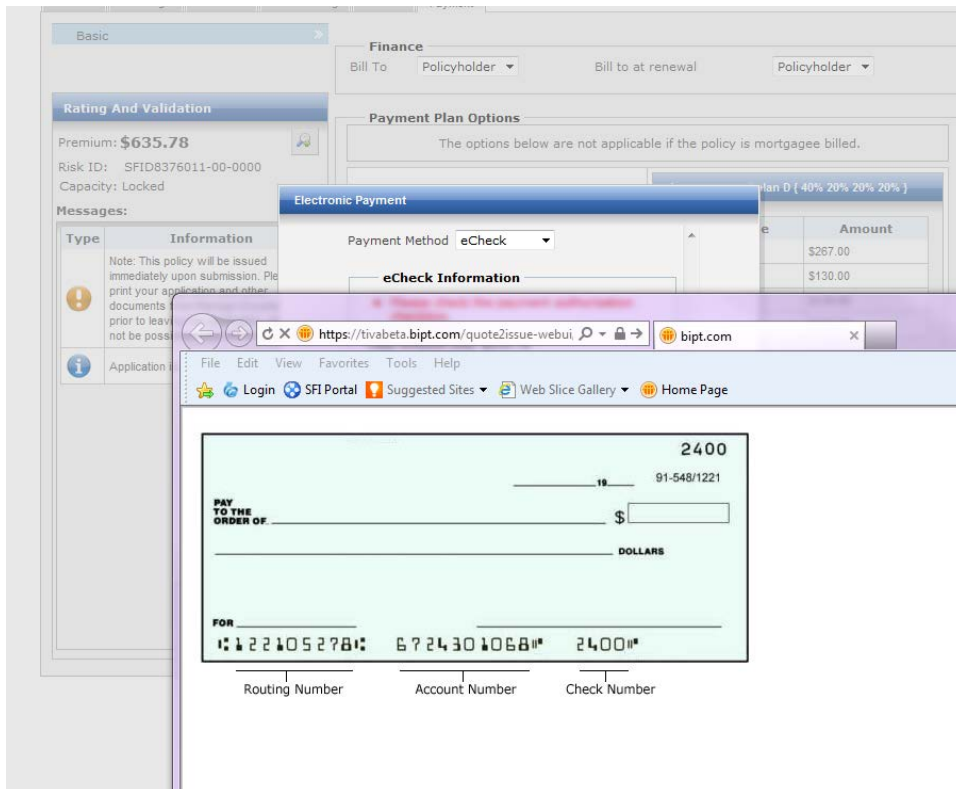 Basic
Finance
Bill To Policyholder Bill to at renewal Policyholder
Rating And Validation
Premium: $635.78
Risk ID: SFID8376011-00-0000
Capacity: Locked
Messages:
Type Information
Note: This policy will be issued
immediately upon submission.
print your application and other
documents
prior to
not be
Application
Payment Plan Options
The options below are not applicable if the policy is mortgagee billed.
D ( 40% 20% 20% 20% )
Amount
$267.00
$130.00
Electronic Payment
Payment Method eCheck
eCheck Information
Please check the payment authorization
https://tivabeta.bipt.com/quote2issue-webui, bipt.com
File Edit View Favorites Tools Help
Login SFI Portal Suggested Sites Web Slice Gallery Home Page
2400
19 91-548/1221
PAY
TO THE
ORDER OF $
DOLLARS
FOR
122105278 6724301068 2400
Routing Number Account Number Check Number